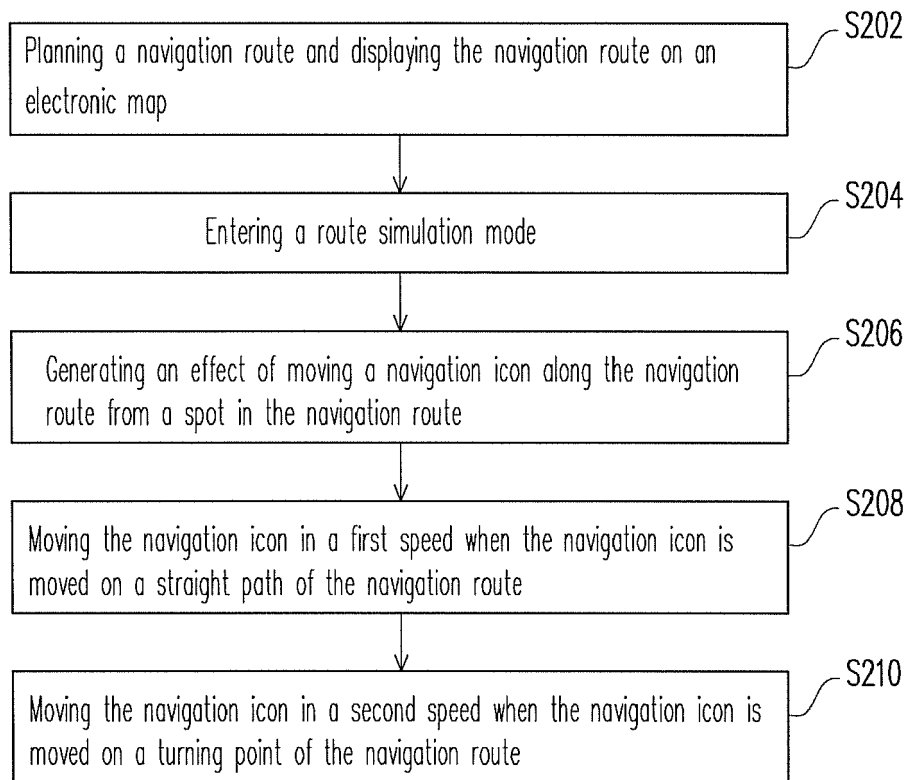 S202
Planning a navigation route and displaying the navigation route on an
electronic map
S204
Entering a route simulation mode
S206
Generating an effect of moving a navigation icon along the navigation
route from a spot in the navigation route
S208
Moving the navigation icon in a first speed when the navigation icon is
moved on a straight path of the navigation route
S210
Moving the navigation icon in a second speed when the navigation icon is
moved on a turning point of the navigation route